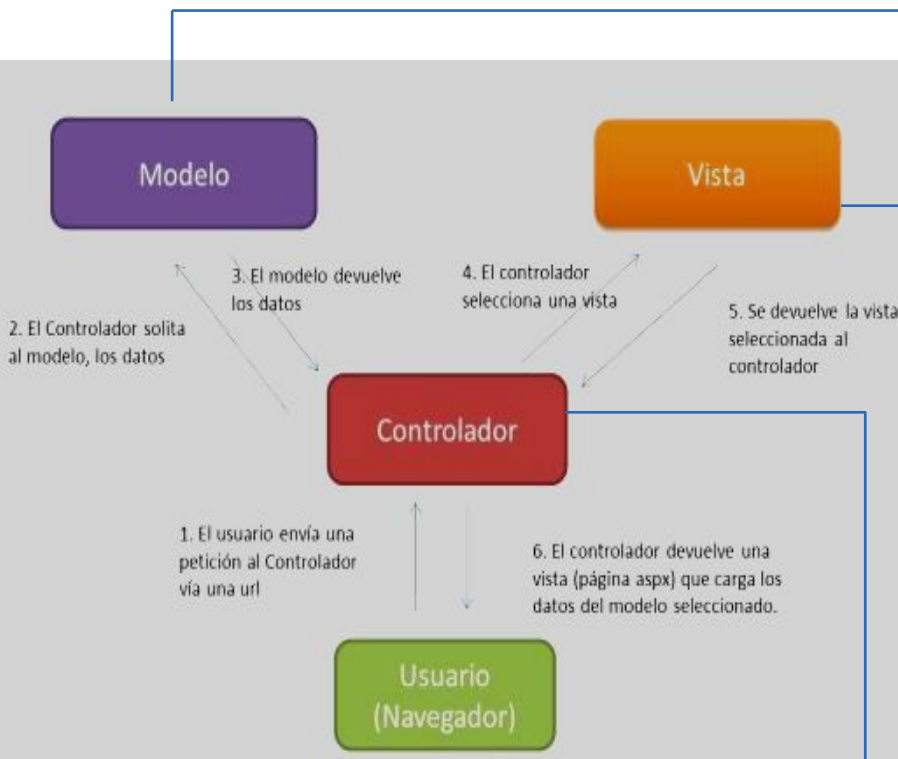 Modelo
Vista
3. El modelo devuelve
los datos
4. El controlador
selecciona una vista
2. El Controlador solita
al modelo, los datos
5. Se devuelve la vista
seleccionada al
controlador
Controlador
1. El usuario envía una
petición al Controlador
vía una url
6. El controlador devuelve una
vista (página aspx) que carga los
datos del modelo seleccionado.
Usuario
(Navegador)